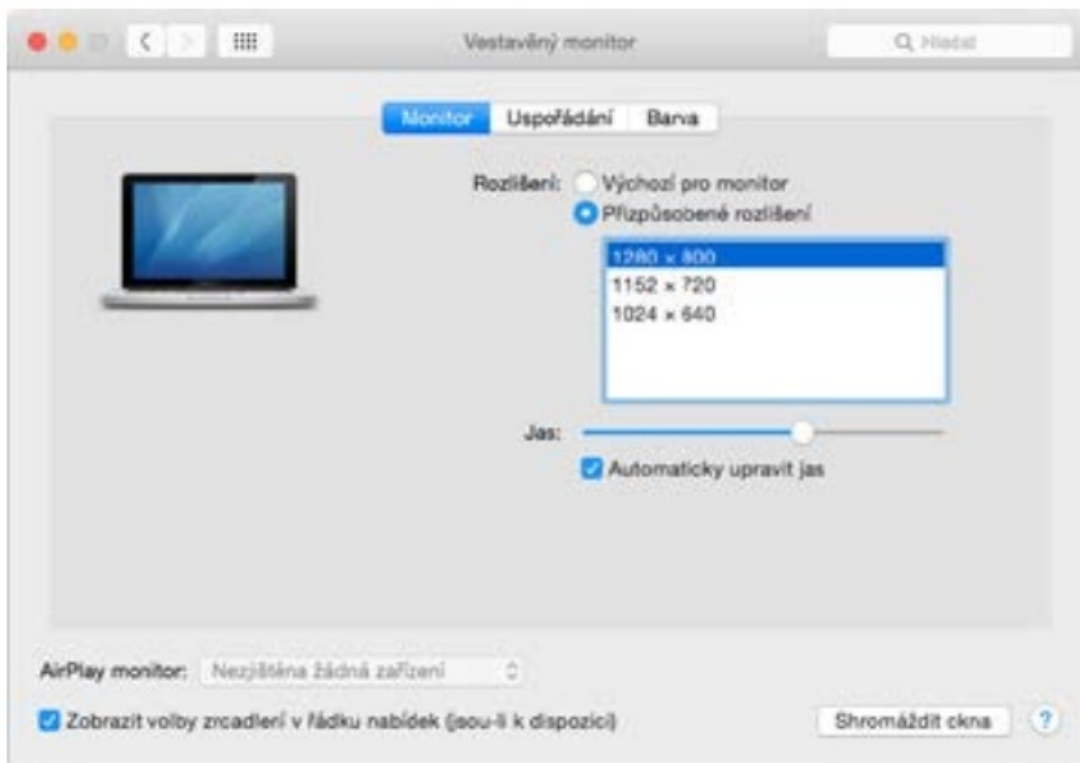 Vestavěný monitor
Hledat
Monitor Uspořádání Barva
Rozlišení: Výchozí pro monitor
Přizpůsobené rozlišení
1280 × 800
1152 × 720
1024 × 640
Jas:
Automaticky upravit jas
AirPlay monitor: Nezjištěna žádná zařízení
Zobrazit volby zrcadlení v řádku nabídek (jsou-li k dispozici)
Shromáždit okna ?